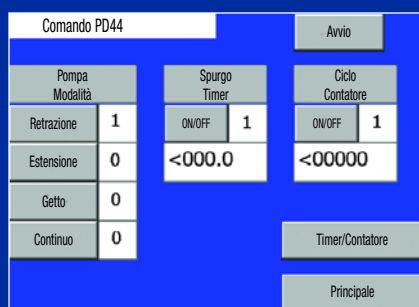 Comando PD44
Avvio
Pompa
Modalità
Retrazione 1
Estensione 0
Getto 0
Continuo 0
Spurgo
Timer
ON/OFF 1
<000.0
Ciclo
Contatore
ON/OFF 1
<00000
Timer/Contatore
Principale